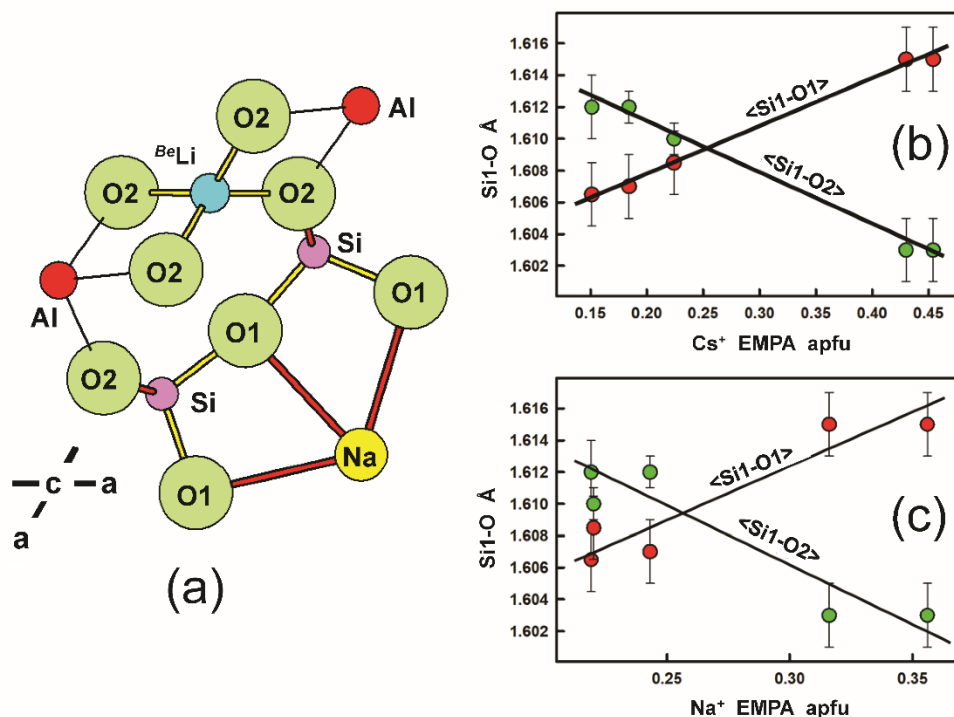 O2
Al
BeLi
O2
O2
O2
Si
Al
O1
O1
O2
Si
Na
O1
c
a
a
(a)
Si1-O Å
1.616
1.614
1.612
1.610
1.608
1.606
1.604
1.602
<Si1-O1>
<Si1-O2>
(b)
0.15 0.20 0.25 0.30 0.35 0.40 0.45
Cs+ EMPA apfu
Si1-O Å
1.616
1.614
1.612
1.610
1.608
1.606
1.604
1.602
<Si1-O1>
<Si1-O2>
(c)
0.25 0.30 0.35
Na+ EMPA apfu